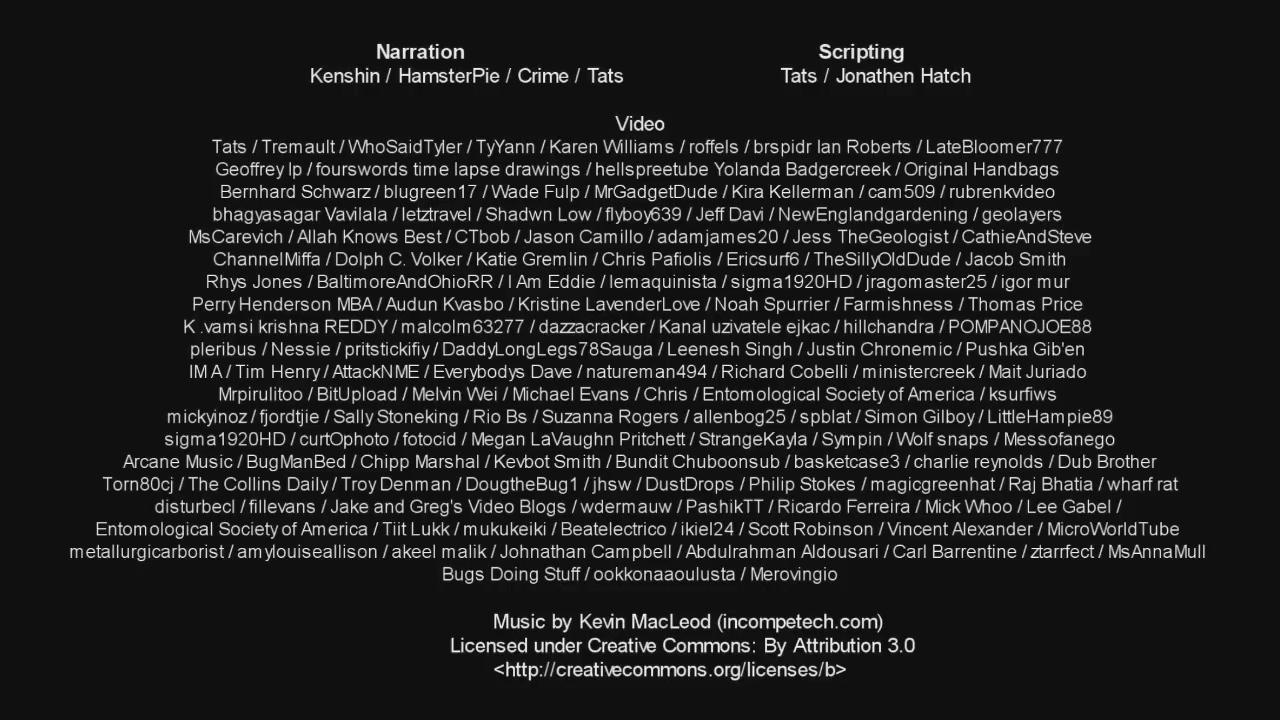 Narration
Kenshin / HamsterPie / Crime / Tats
Scripting
Tats / Jonathen Hatch
Video
Tats / Tremault / WhoSaidTyler / TyYann / Karen Williams / roffels / brspidr Ian Roberts / LateBloomer777
Geoffrey Ip / fourswords time lapse drawings / hellspreetube Yolanda Badgercreek / Original Handbags
Bernhard Schwarz / blugreen17 / Wade Fulp / MrGadgetDude / Kira Kellerman / cam509 / rubrenkvideo
bhagyasagar Vavilala / letztravel / Shadwn Low / flyboy639 / Jeff Davi / NewEnglandgardening / geolayers
MsCarevich / Allah Knows Best / CTbob / Jason Camillo / adamjames20 / Jess TheGeologist / CathieAndSteve
ChannelMiffa / Dolph C. Volker / Katie Gremlin / Chris Pafiolis / Ericsurf6 / TheSillyOldDude / Jacob Smith
Rhys Jones / BaltimoreAndOhioRR / I Am Eddie / lemaquinista / sigma1920HD / jragomaster25 / igor mur
Perry Henderson MBA / Audun Kvasbo / Kristine LavenderLove / Noah Spurrier / Farmishness / Thomas Price
K .vamsi krishna REDDY / malcolm63277 / dazzacracker / Kanal uzivatele ejkac / hillchandra / POMPANOJOE88
pleribus / Nessie / pritstickifiy / DaddyLongLegs78Sauga / Leenesh Singh / Justin Chronemic / Pushka Gib'en
IM A / Tim Henry / AttackNME / Everybodys Dave / natureman494 / Richard Cobelli / ministercreek / Mait Juriado
Mrpirulitoo / BitUpload / Melvin Wei / Michael Evans / Chris / Entomological Society of America / ksurfiws
mickyinoz / fjordtjie / Sally Stoneking / Rio Bs / Suzanna Rogers / allenbog25 / spblat / Simon Gilboy / LittleHampie89
sigma1920HD / curtOphoto / fotocid / Megan LaVaughn Pritchett / StrangeKayla / Sympin / Wolf snaps / Messofanego
Arcane Music / BugManBed / Chipp Marshal / Kevbot Smith / Bundit Chuboonsub / basketcase3 / charlie reynolds / Dub Brother
Torn80cj / The Collins Daily / Troy Denman / DougtheBug1 / jhsw / DustDrops / Philip Stokes / magicgreenhat / Raj Bhatia / wharf rat
disturbecl / fillevans / Jake and Greg's Video Blogs / wdermauw / PashikTT / Ricardo Ferreira / Mick Whoo / Lee Gabel /
Entomological Society of America / Tiit Lukk / mukukeiki / Beatelectrico / ikiel24 / Scott Robinson / Vincent Alexander / MicroWorldTube
metallurgicarborist / amylouiseallison / akeel malik / Johnathan Campbell / Abdulrahman Aldousari / Carl Barrentine / ztarrfect / MsAnnaMull
Bugs Doing Stuff / ookkonaaoulusta / Merovingio
Music by Kevin MacLeod (incompetech.com)
Licensed under Creative Commons: By Attribution 3.0
<http://creativecommons.org/licenses/b>